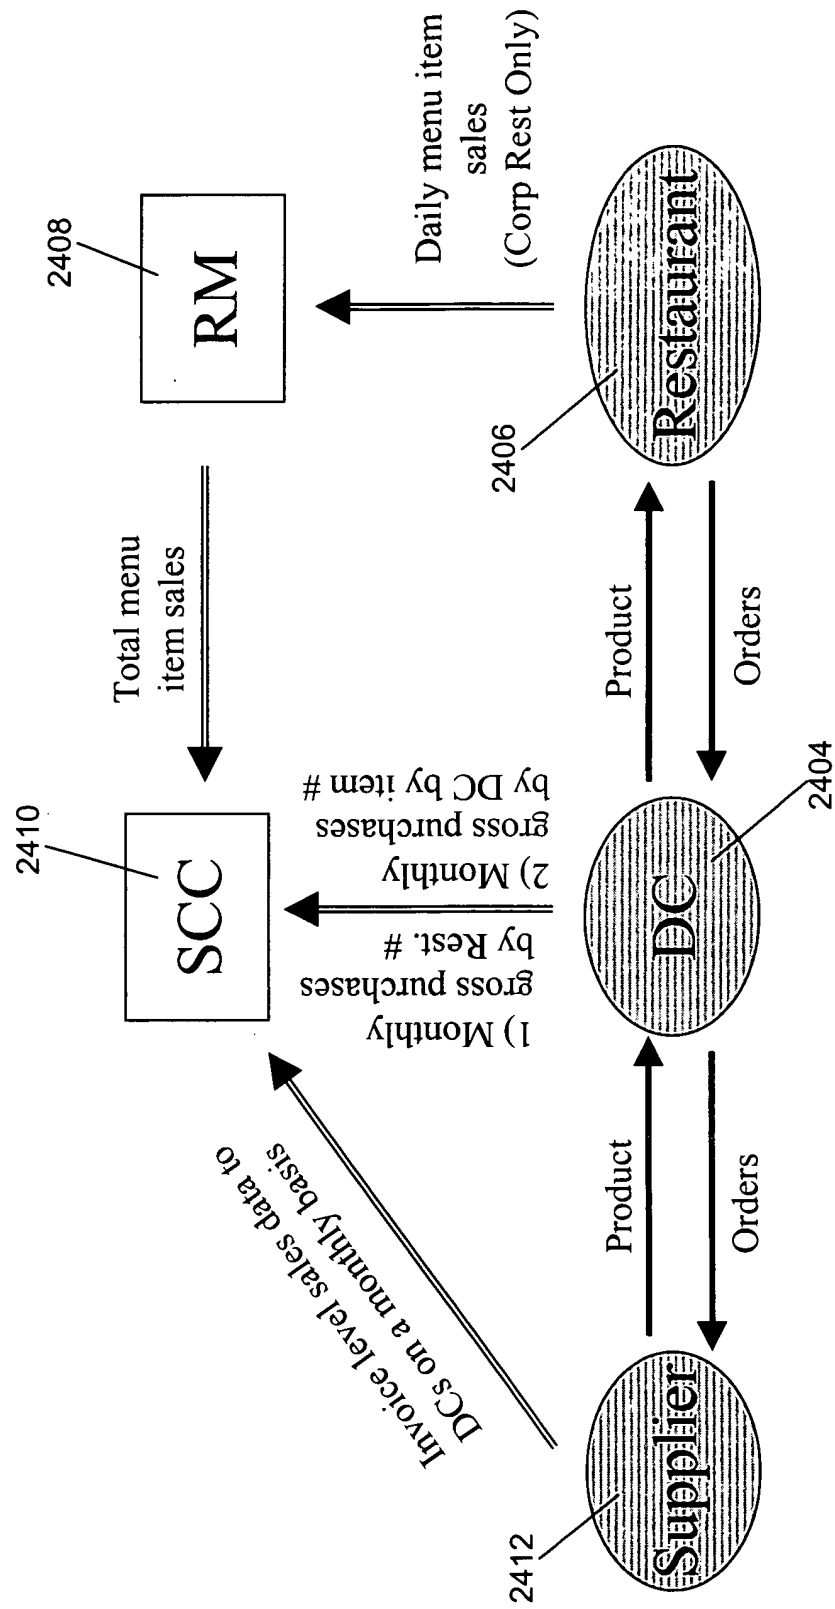 2410
SCC
Total menu
item sales
2408
RM
Invoice level sales data to
DCs on a monthly basis
1) Monthly
gross purchases
by Rest. #
2) Monthly
gross purchases
by DC by item #
Daily menu item
sales
(Corp Rest Only)
2412
Supplier
Product
Orders
DC
2404
Product
Orders
2406
Restaurant